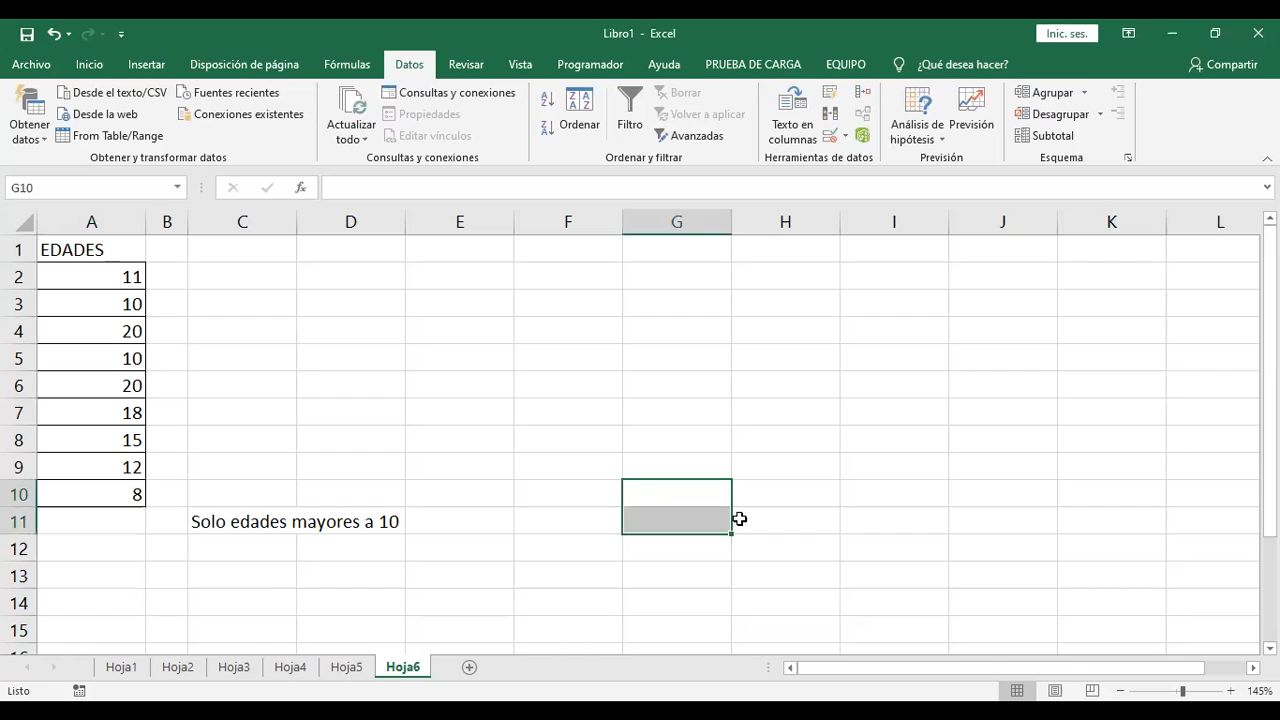 Libro1 - Excel
Inic. ses.
Archivo Inicio Insertar Disposición de página Fórmulas Datos Revisar Vista Programador Ayuda PRUEBA DE CARGA EQUIPO ¿Qué desea hacer? Compartir
Obtener datos
Desde el texto/CSV
Desde la web
From Table/Range
Fuentes recientes
Conexiones existentes
Obtener y transformar datos
Actualizar todo
Consultas y conexiones
Propiedades
Editar vínculos
Consultas y conexiones
Ordenar
Filtro
Borrar
Volver a aplicar
Avanzadas
Ordenar y filtrar
Texto en columnas
Herramientas de datos
Análisis de hipótesis
Previsión
Previsión
Agrupar
Desagrupar
Subtotal
Esquema
G10 fx
A B C D E F G H I J K L
1 EDADES
2 11
3 10
4 20
5 10
6 20
7 18
8 15
9 12
10 8
11 Solo edades mayores a 10
12
13
14
15
16
Hoja1 Hoja2 Hoja3 Hoja4 Hoja5 Hoja6
Listo 145%